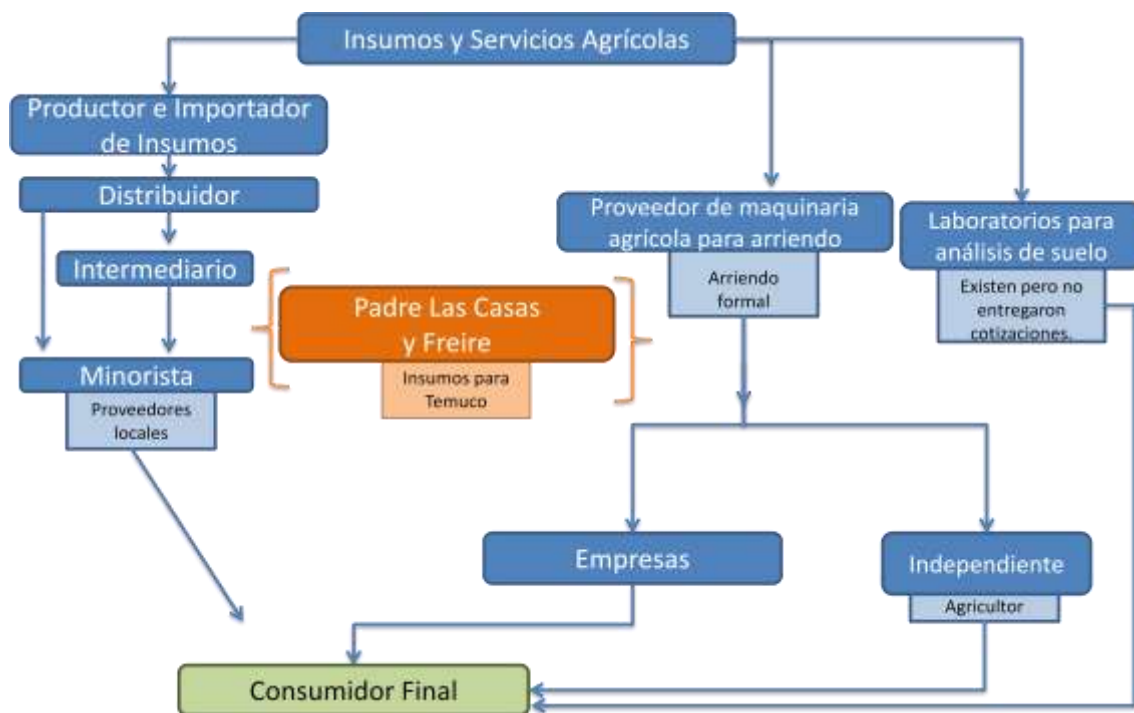 Insumos y Servicios Agrícolas
Productor e Importador
de Insumos
Distribuidor
Intermediario
Minorista
Proveedores
locales
Padre Las Casas
y Freire
Insumos para
Temuco
Proveedor de maquinaria
agrícola para arriendo
Arriendo
formal
Laboratorios para
análisis de suelo
Existen pero no
entregaron
cotizaciones.
Empresas
Independiente
Agricultor
Consumidor Final